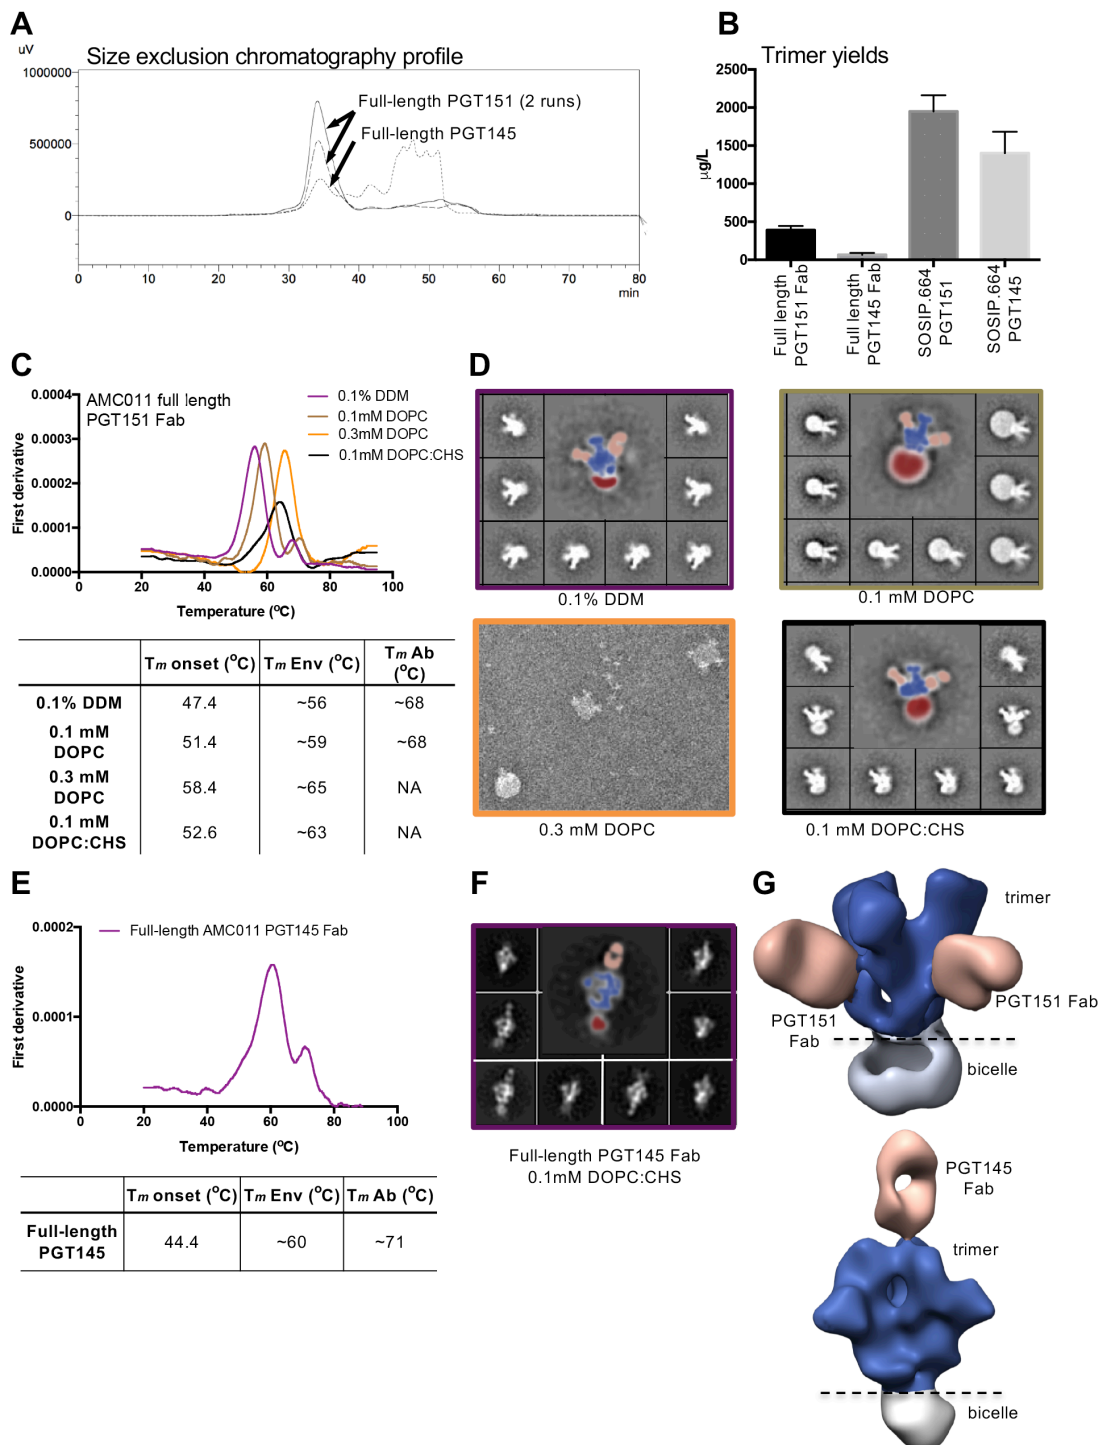 A
uV
Size exclusion chromatography profile
1000000
500000
0
Full-length PGT151 (2 runs)
Full-length PGT145
0 10 20 30 40 50 60 70 80
min
B
Trimer yields
2500
2000
1500
1000
500
0
µg/L
Full length
PGT151 Fab
Full length
PGT145 Fab
SOSIP.664
PGT151
SOSIP.664
PGT145
C
AMC011 full length
PGT151 Fab
0.1% DDM
0.1mM DOPC
0.3mM DOPC
0.1mM DOPC:CHS
0.0004
0.0003
0.0002
0.0001
0.0000
First derivative
0 20 40 60 80 100
Temperature (°C)
Tm onset (°C) Tm Env (°C) Tm Ab (°C)
0.1% DDM 47.4 ~56 ~68
0.1 mM DOPC 51.4 ~59 ~68
0.3 mM DOPC 58.4 ~65 NA
0.1 mM DOPC:CHS 52.6 ~63 NA
D
0.1% DDM
0.1 mM DOPC
0.3 mM DOPC
0.1 mM DOPC:CHS
E
Full-length AMC011 PGT145 Fab
0.0002
0.0001
0.0000
First derivative
0 20 40 60 80 100
Temperature (°C)
Tm onset (°C) Tm Env (°C) Tm Ab (°C)
Full-length PGT145 44.4 ~60 ~71
F
Full-length PGT145 Fab
0.1mM DOPC:CHS
G
trimer
PGT151 Fab
PGT151
Fab
bicelle
PGT145
Fab
trimer
bicelle